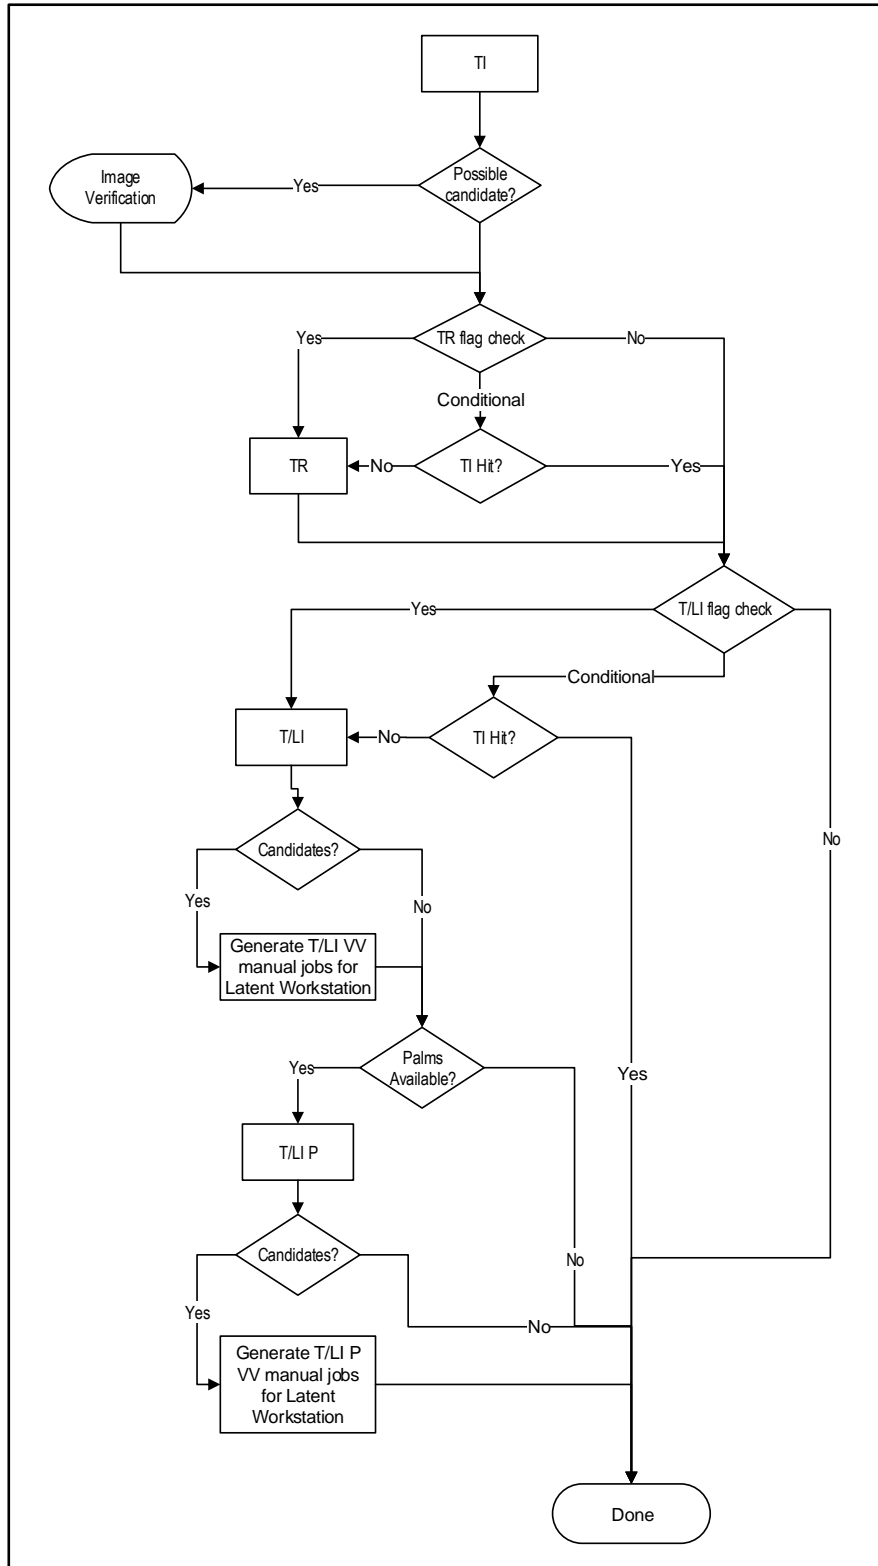 TI
Possible
candidate?
Yes
Image
Verification
TR flag check
Yes
No
Conditional
TR
No
TI Hit?
Yes
T/LI flag check
Yes
Conditional
T/LI
No
TI Hit?
No
Candidates?
Yes
No
Generate T/LI VV
manual jobs for
Latent Workstation
Palms
Available?
Yes
Yes
T/LI P
Candidates?
No
Yes
No
Generate T/LI P
VV manual jobs
for Latent
Workstation
Done